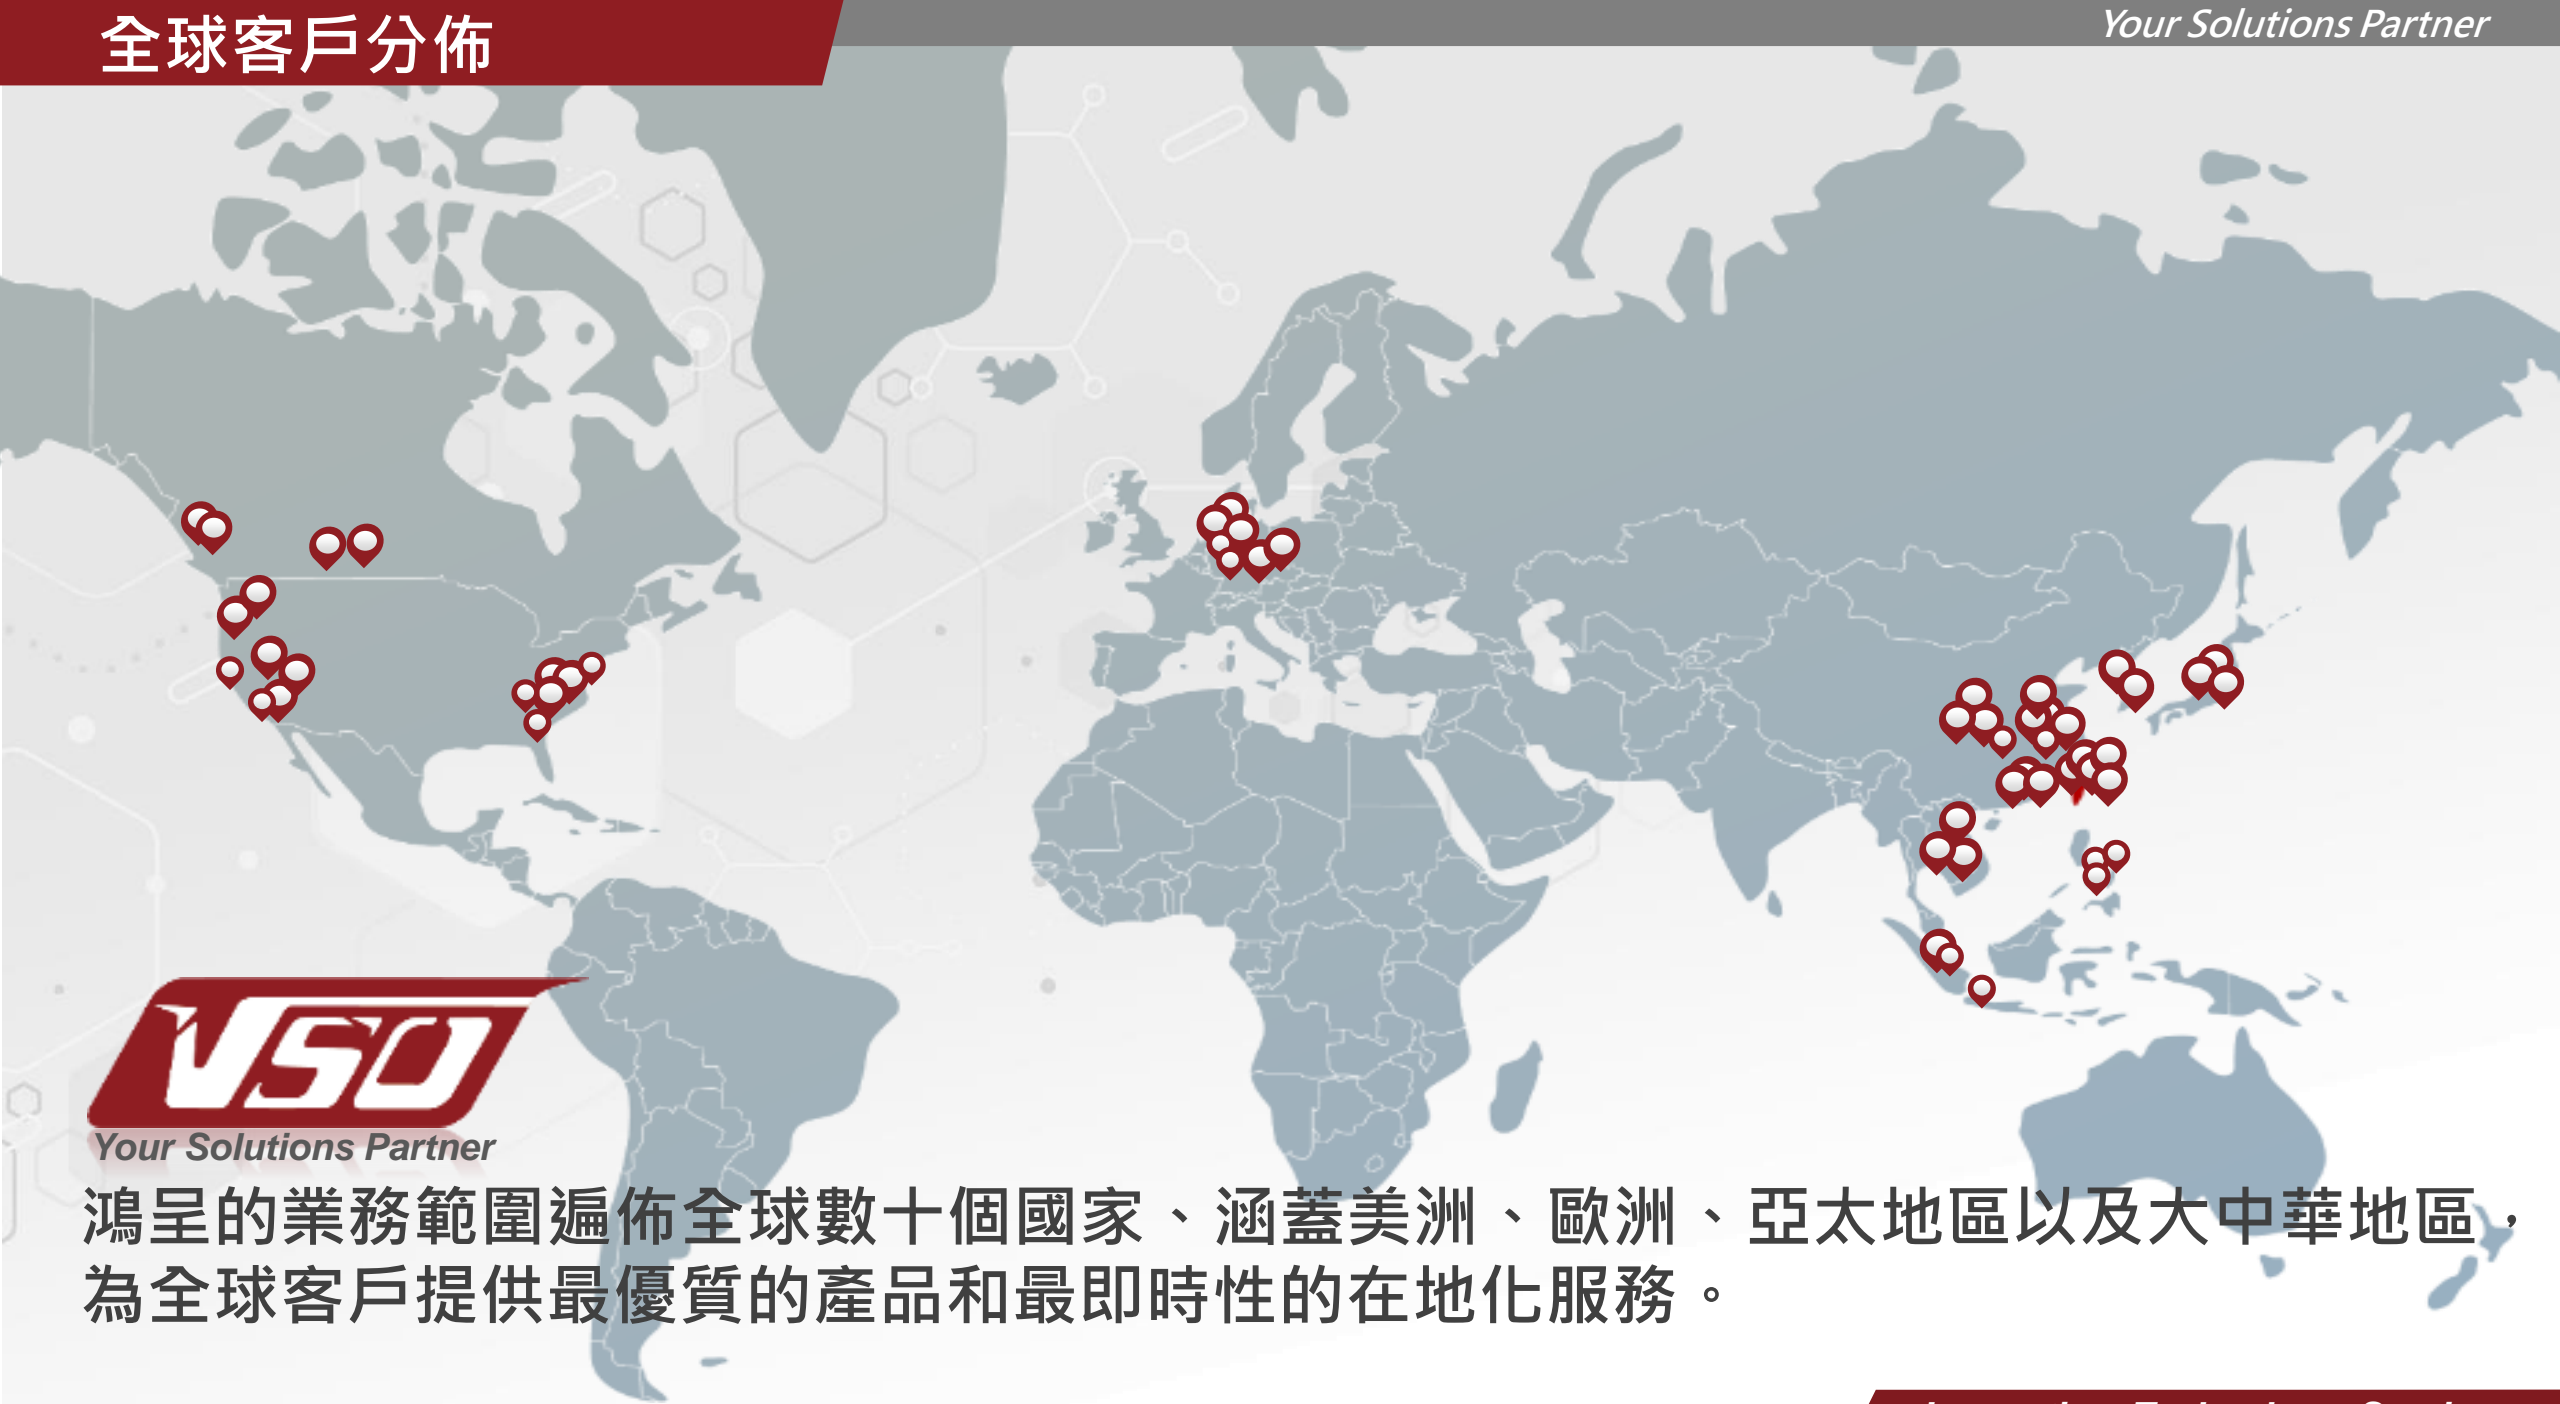 全球客戶分佈
Your Solutions Partner
VSO
Your Solutions Partner
鴻呈的業務範圍遍佈全球數十個國家、涵蓋美洲、歐洲、亞太地區以及大中華地區，
為全球客戶提供最優質的產品和最即時性的在地化服務。